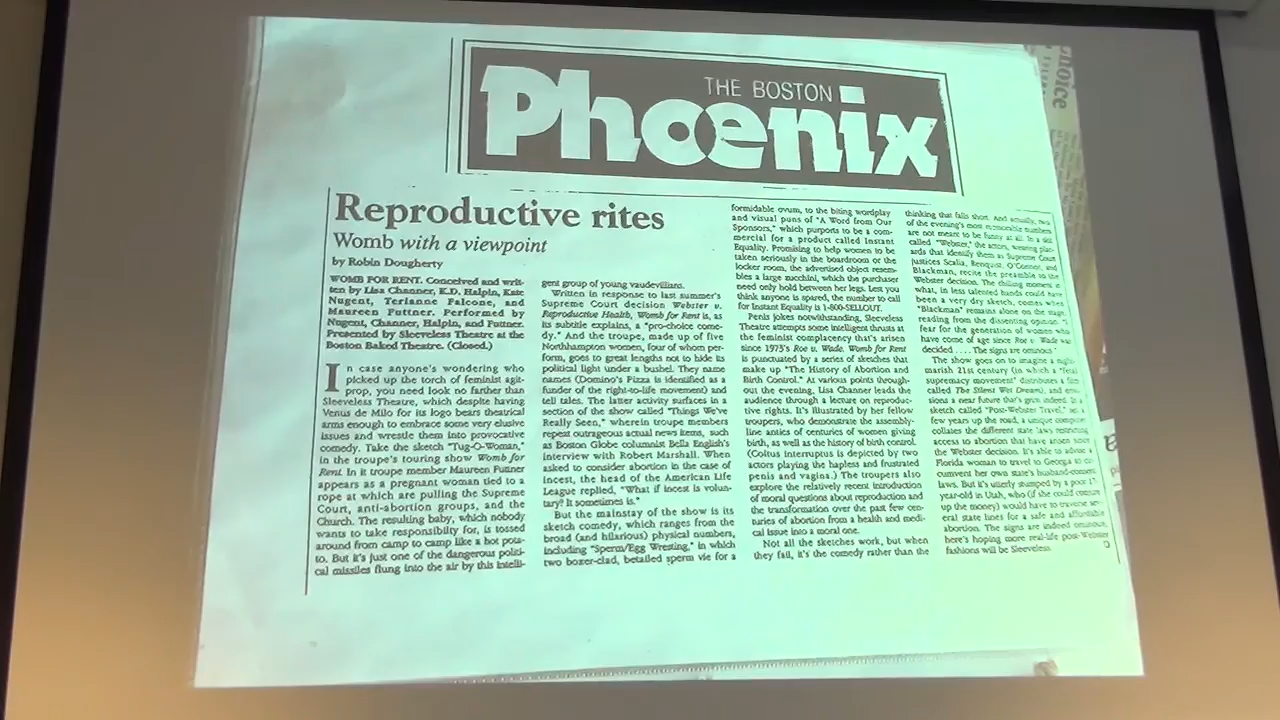 THE BOSTON
Phoenix
Reproductive rites
Womb with a viewpoint
by Robin Dougherty
WOMB FOR RENT. Conceived and writ-
ten by Lisa Channer, K.D. Halpin, Kate
Nugent, Terianne Falcone, and
Maureen Futtner. Performed by
Nugent, Channer, Halpin, and Futtner.
Presented by Sleeveless Theatre at the
Boston Baked Theatre. (Closed.)
In case anyone's wondering who
picked up the torch of feminist agit-
prop, you need look no farther than
Sleeveless Theatre, which despite having
Venus de Milo for its logo bears theatrical
arms enough to embrace some very elusive
issues and wrestle them into provocative
comedy. Take the sketch "Tug-O-Woman,"
in the troupe's touring show Womb for
Rent. In it troupe member Maureen Futtner
appears as a pregnant woman tied to a
rope at which are pulling the Supreme
Court, anti-abortion groups, and the
Church. The resulting baby, which nobody
wants to take responsibility for, is tossed
around from camp to camp like a hot pota-
to. But it's just one of the dangerous politi-
cal missiles flung into the air by this intelli-
gent group of young vaudevillians.
Written in response to last summer's
Supreme Court decision Webster v.
Reproductive Health, Womb for Rent is, as
its subtitle explains, a "pro-choice come-
dy." And the troupe, made up of five
Northhampton women, four of whom per-
form, goes to great lengths not to hide its
political light under a bushel. They name
names (Domino's Pizza is identified as a
funder of the right-to-life movement) and
tell tales. The latter activity surfaces in a
section of the show called "Things We've
Really Seen," wherein troupe members
repeat outrageous actual news items, such
as Boston Globe columnist Bella English's
interview with Robert Marshall. When
asked to consider abortion in the case of
incest, the head of the American Life
League replied, "What if incest is volun-
tary? It sometimes is."
But the mainstay of the show is its
sketch comedy, which ranges from the
broad (and hilarious) physical numbers,
including "Sperm/Egg Wresting," in which
two boxer-clad, betailed sperm vie for a
formidable ovum, to the biting wordplay
and visual puns of "A Word from Our
Sponsors," which purports to be a com-
mercial for a product called Instant
Equality. Promising to help women to be
taken seriously in the boardroom or the
locker room, the advertised object resem-
bles a large zucchini, which the purchaser
need only hold between her legs. Lest you
think anyone is spared, the number to call
for Instant Equality is 1-800-SELLOUT.
Penis jokes notwithstanding, Sleeveless
Theatre attempts some intelligent thrusts at
the feminist complacency that's arisen
since 1973's Roe v. Wade. Womb for Rent
is punctuated by a series of sketches that
make up "The History of Abortion and
Birth Control." At various points through-
out the evening, Lisa Channer leads the
audience through a lecture on reproduc-
tive rights. It's illustrated by her fellow
troupers, who demonstrate the assembly-
line antics of centuries of women giving
birth, as well as the history of birth control.
(Coitus interruptus is depicted by two
actors playing the hapless and frustrated
penis and vagina.) The troupers also
explore the relatively recent introduction
of moral questions about reproduction and
the transformation over the past few cen-
turies of abortion from a health and medi-
cal issue into a moral one.
Not all the sketches work, but when
they fail, it's the comedy rather than the
thinking that falls short. And actually, two
of the evening's most memorable numbers
are not meant to be funny at all. In a skit
called "Webster," the actors, wearing plac-
ards that identify them as Supreme Court
justices Scalia, Renquist, O'Connor, and
Blackman, recite the preamble to the
Webster decision. The chilling moment in
what, in less talented hands could have
been a very dry sketch, comes when
"Blackman" remains alone on the stage,
reading from the dissenting opinion: "I
fear for the generation of women who
have come of age since Roe v. Wade was
decided . . . . The signs are ominous."
The show goes on to imagine a night-
marish 21st century (in which a "fetal
supremacy movement" distributes a film
called The Silent Wet Dream), and envi-
sions a near future that's grim indeed. In a
sketch called "Post-Webster Travel," set a
few years up the road, a unique computer
collates the different state laws restricting
access to abortion that have arisen since
the Webster decision. It's able to advise a
Florida woman to travel to Georgia to cir-
cumvent her own state's husband-consent
laws. But it's utterly stumped by a poor
year-old in Utah, who (if she could come
up the money) would have to traverse sev-
eral state lines for a safe and affordable
abortion. The signs are indeed ominous,
here's hoping more real-life post-Webster
fashions will be Sleeveless.